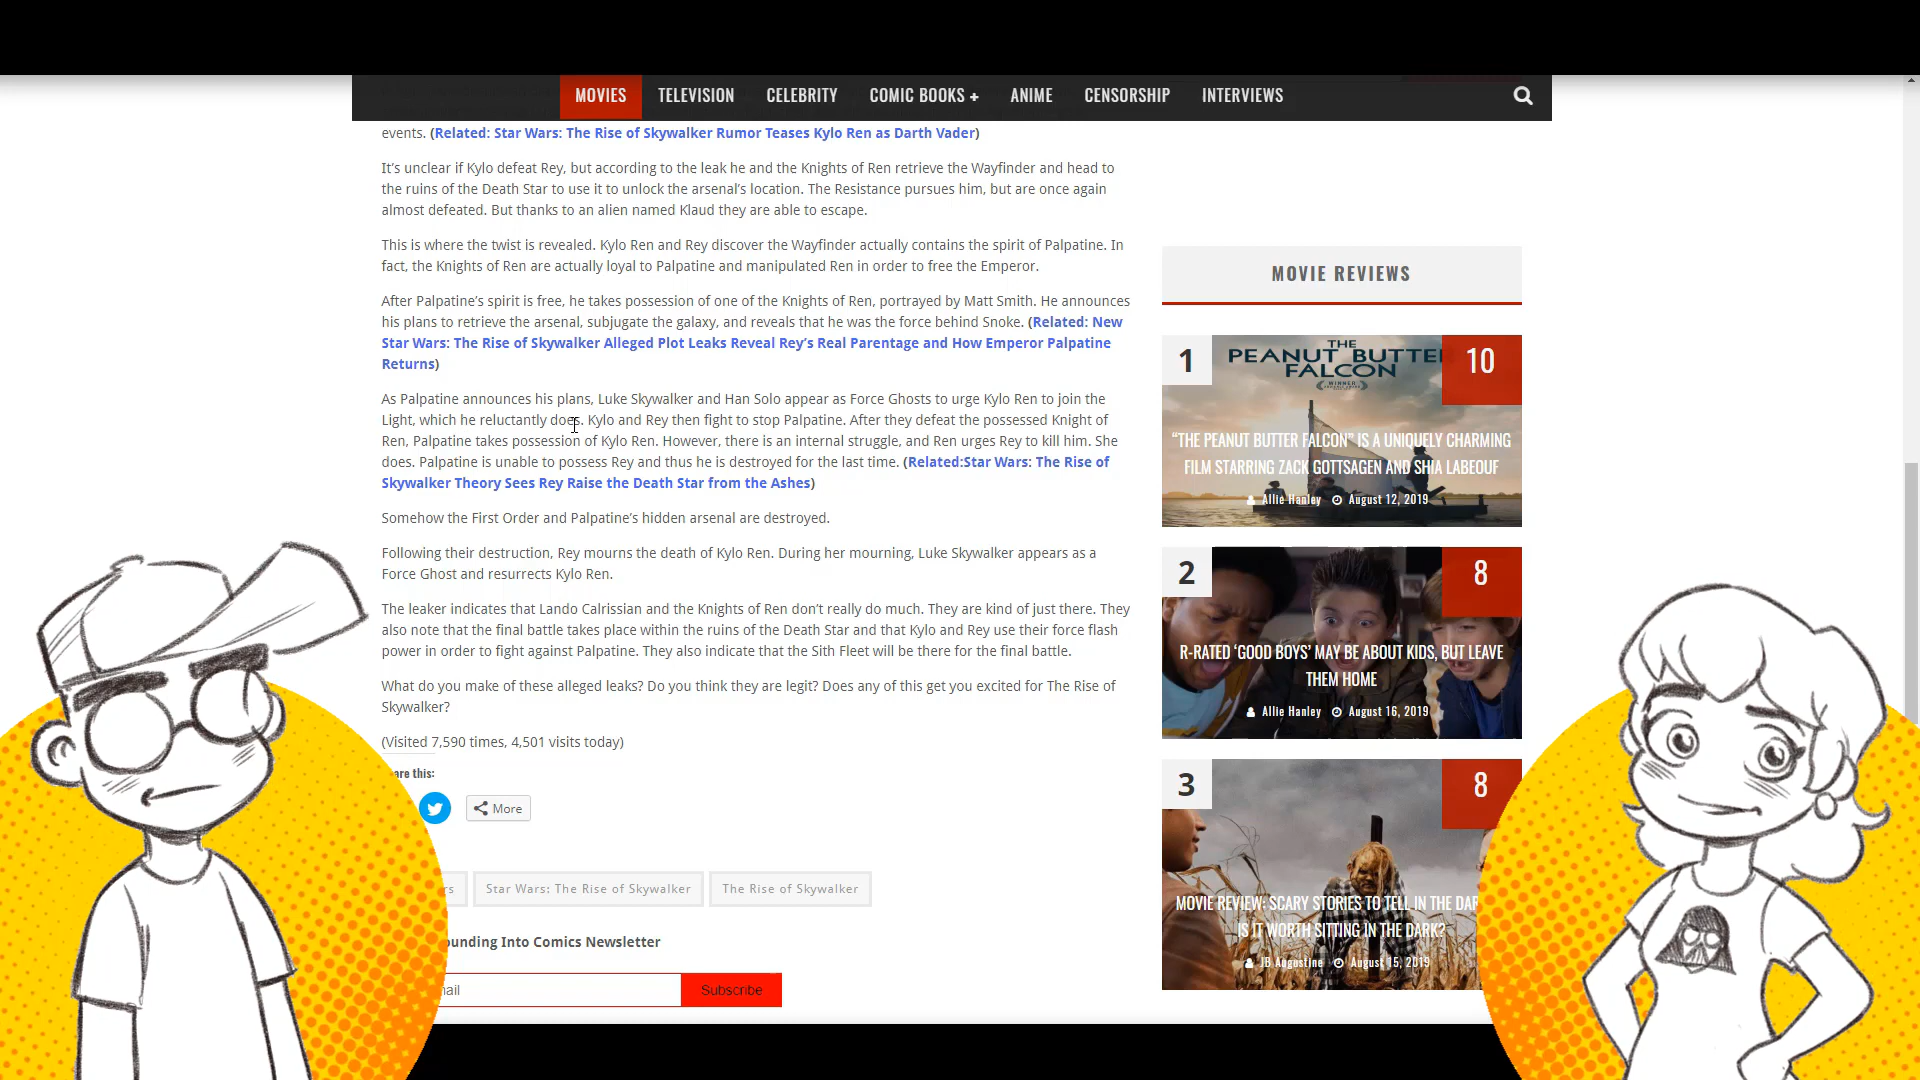 MOVIES TELEVISION CELEBRITY COMIC BOOKS + ANIME CENSORSHIP INTERVIEWS
events. (Related: Star Wars: The Rise of Skywalker Rumor Teases Kylo Ren as Darth Vader)
It's unclear if Kylo defeat Rey, but according to the leak he and the Knights of Ren retrieve the Wayfinder and head to
the ruins of the Death Star to use it to unlock the arsenal's location. The Resistance pursues him, but are once again
almost defeated. But thanks to an alien named Klaud they are able to escape.
This is where the twist is revealed. Kylo Ren and Rey discover the Wayfinder actually contains the spirit of Palpatine. In
fact, the Knights of Ren are actually loyal to Palpatine and manipulated Ren in order to free the Emperor.
After Palpatine's spirit is free, he takes possession of one of the Knights of Ren, portrayed by Matt Smith. He announces
his plans to retrieve the arsenal, subjugate the galaxy, and reveals that he was the force behind Snoke. (Related: New
Star Wars: The Rise of Skywalker Alleged Plot Leaks Reveal Rey's Real Parentage and How Emperor Palpatine
Returns)
As Palpatine announces his plans, Luke Skywalker and Han Solo appear as Force Ghosts to urge Kylo Ren to join the
Light, which he reluctantly does. Kylo and Rey then fight to stop Palpatine. After they defeat the possessed Knight of
Ren, Palpatine takes possession of Kylo Ren. However, there is an internal struggle, and Ren urges Rey to kill him. She
does. Palpatine is unable to possess Rey and thus he is destroyed for the last time. (Related:Star Wars: The Rise of
Skywalker Theory Sees Rey Raise the Death Star from the Ashes)
Somehow the First Order and Palpatine's hidden arsenal are destroyed.
Following their destruction, Rey mourns the death of Kylo Ren. During her mourning, Luke Skywalker appears as a
Force Ghost and resurrects Kylo Ren.
The leaker indicates that Lando Calrissian and the Knights of Ren don't really do much. They are kind of just there. They
also note that the final battle takes place within the ruins of the Death Star and that Kylo and Rey use their force flash
power in order to fight against Palpatine. They also indicate that the Sith Fleet will be there for the final battle.
What do you make of these alleged leaks? Do you think they are legit? Does any of this get you excited for The Rise of
Skywalker?
(Visited 7,590 times, 4,501 visits today)
are this:
More
rs
Star Wars: The Rise of Skywalker
The Rise of Skywalker
ounding Into Comics Newsletter
ail
Subscribe
MOVIE REVIEWS
1
THE
PEANUT BUTTER
FALCON
WINNER
10
"THE PEANUT BUTTER FALCON" IS A UNIQUELY CHARMING
FILM STARRING ZACK GOTTSAGEN AND SHIA LABEOUF
Allie Hanley August 12, 2019
2
8
R-RATED 'GOOD BOYS' MAY BE ABOUT KIDS, BUT LEAVE
THEM HOME
Allie Hanley August 16, 2019
3
8
MOVIE REVIEW: SCARY STORIES TO TELL IN THE DAR
IS IT WORTH SITTING IN THE DARK?
JB Augustine August 15, 2019